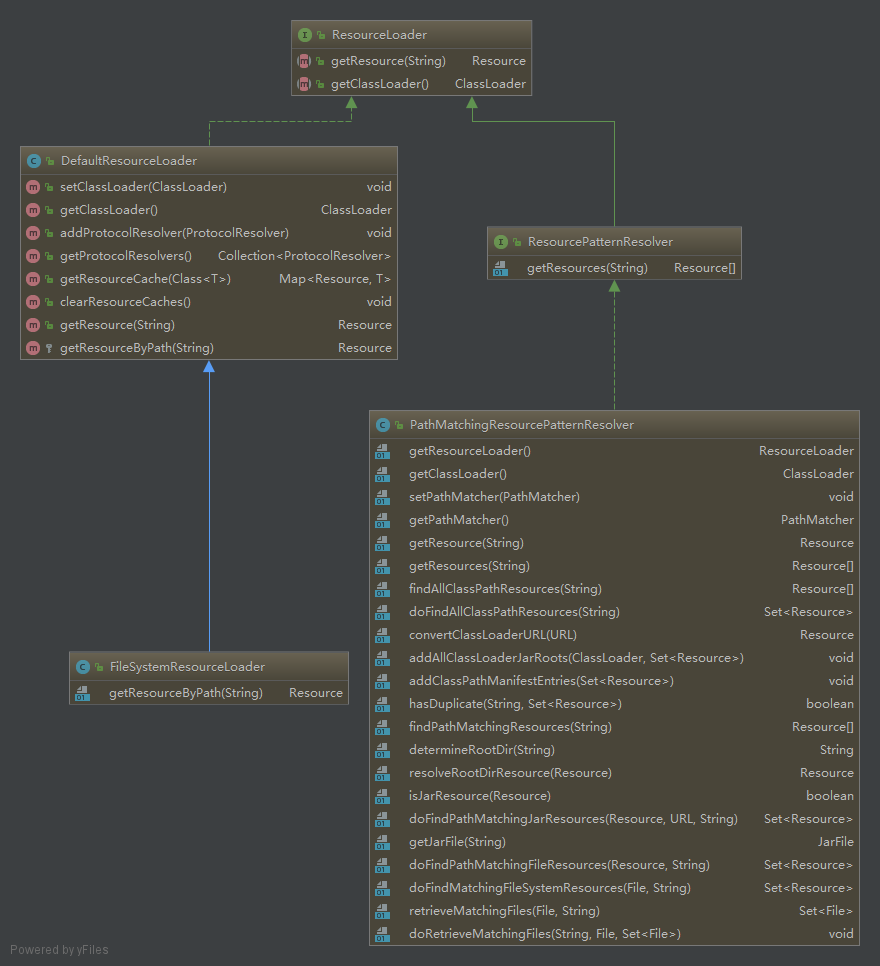 ResourceLoader
getResource(String) Resource
getClassLoader() ClassLoader
DefaultResourceLoader
setClassLoader(ClassLoader) void
getClassLoader() ClassLoader
addProtocolResolver(ProtocolResolver) void
getProtocolResolvers() Collection<ProtocolResolver>
getResourceCache(Class<T>) Map<Resource, T>
clearResourceCaches() void
getResource(String) Resource
getResourceByPath(String) Resource
ResourcePatternResolver
getResources(String) Resource[]
PathMatchingResourcePatternResolver
getResourceLoader() ResourceLoader
getClassLoader() ClassLoader
setPathMatcher(PathMatcher) void
getPathMatcher() PathMatcher
getResource(String) Resource
getResources(String) Resource[]
findAllClassPathResources(String) Resource[]
doFindAllClassPathResources(String) Set<Resource>
convertClassLoaderURL(URL) Resource
addAllClassLoaderJarRoots(ClassLoader, Set<Resource>) void
addClassPathManifestEntries(Set<Resource>) void
hasDuplicate(String, Set<Resource>) boolean
findPathMatchingResources(String) Resource[]
determineRootDir(String) String
resolveRootDirResource(Resource) Resource
isJarResource(Resource) boolean
doFindPathMatchingJarResources(Resource, URL, String) Set<Resource>
getJarFile(String) JarFile
doFindPathMatchingFileResources(Resource, String) Set<Resource>
doFindMatchingFileSystemResources(File, String) Set<Resource>
retrieveMatchingFiles(File, String) Set<File>
doRetrieveMatchingFiles(String, File, Set<File>) void
FileSystemResourceLoader
getResourceByPath(String) Resource
Powered by yFiles